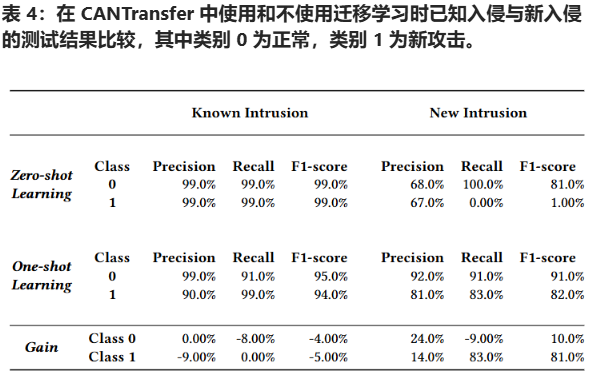 表 4：在 CANTransfer 中使用和不使用迁移学习时已知入侵与新入侵
的测试结果比较，其中类别 0 为正常，类别 1 为新攻击。
Known Intrusion New Intrusion
Zero-shot Learning Class Precision Recall F1-score Precision Recall F1-score
0 99.0% 99.0% 99.0% 68.0% 100.0% 81.0%
1 99.0% 99.0% 99.0% 67.0% 0.00% 1.00%
One-shot Learning Class Precision Recall F1-score Precision Recall F1-score
0 99.0% 91.0% 95.0% 92.0% 91.0% 91.0%
1 90.0% 99.0% 94.0% 81.0% 83.0% 82.0%
Gain Class 0 0.00% -8.00% -4.00% 24.0% -9.00% 10.0%
Class 1 -9.00% 0.00% -5.00% 14.0% 83.0% 81.0%